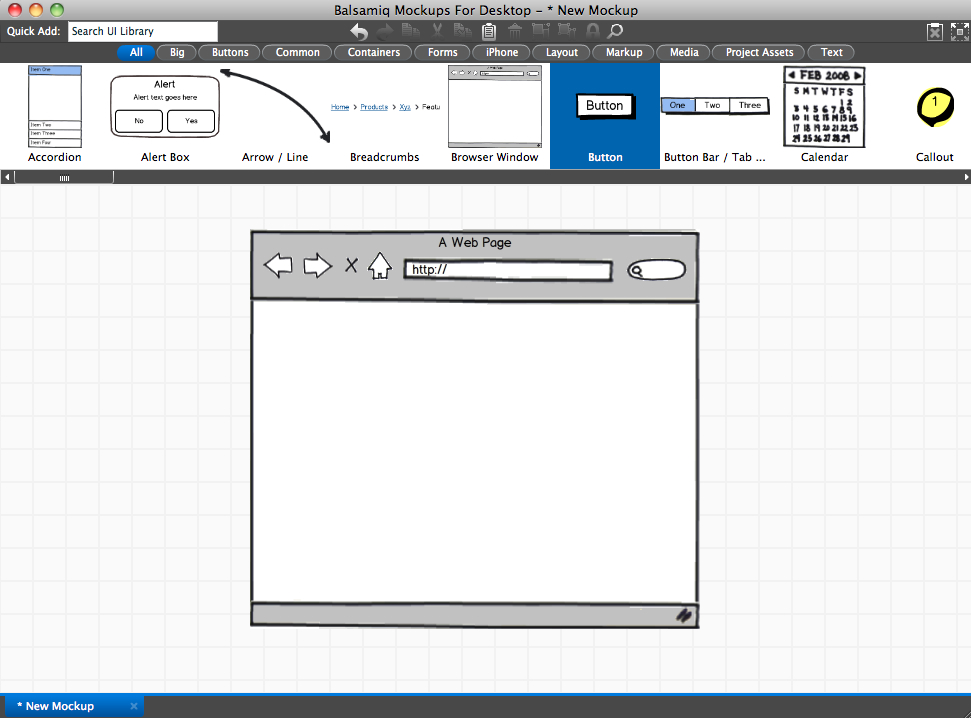 Balsamiq Mockups For Desktop - * New Mockup
Quick Add: Search UI Library
All Big Buttons Common Containers Forms iPhone Layout Markup Media Project Assets Text
Item One
Item Two
Item Three
Item Four
Accordion
Alert
Alert text goes here
No Yes
Alert Box
Arrow / Line
Home > Products > Xyz > Featu
Breadcrumbs
Browser Window
Button
Button
One Two Three
Button Bar / Tab ...
FEB 2008
S M T W T F S
1 2
3 4 5 6 7 8 9
10 11 12 13 14 15 16
17 18 19 20 21 22 23
24 25 26 27 28 29
Calendar
1
Callout
A Web Page
http://
* New Mockup